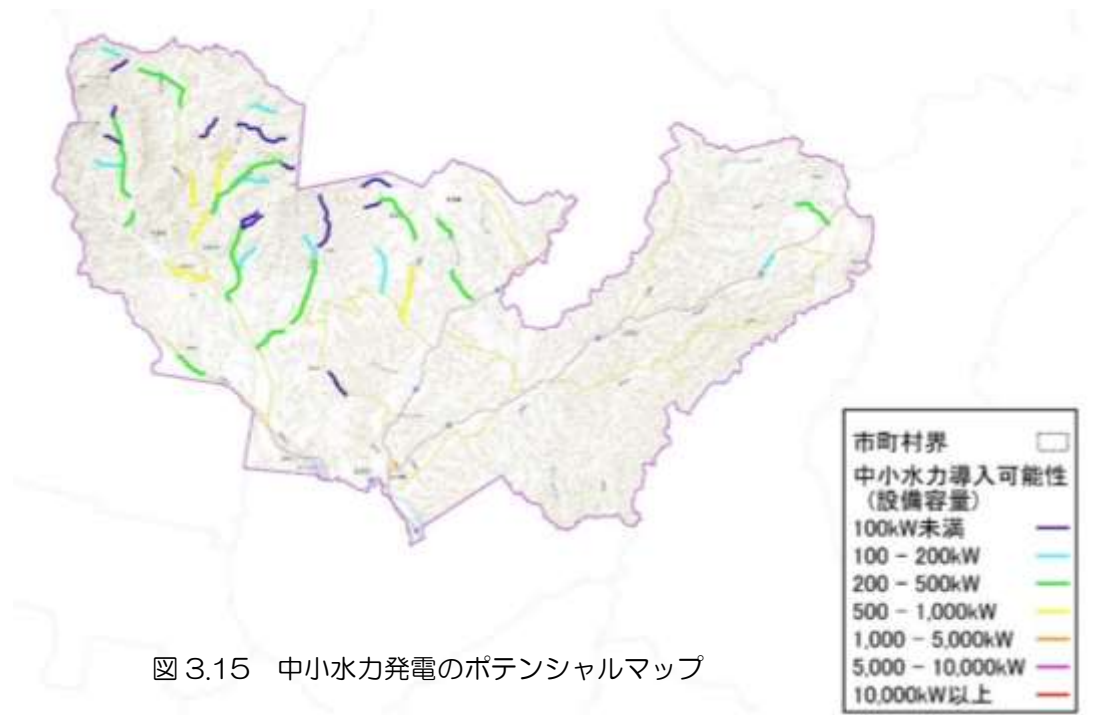 市町村界
中小水力導入可能性
(設備容量)
100kW未満
100 - 200kW
200 - 500kW
500 - 1,000kW
1,000 - 5,000kW
5,000 - 10,000kW
10,000kW以上
図 3.15　中小水力発電のポテンシャルマップ